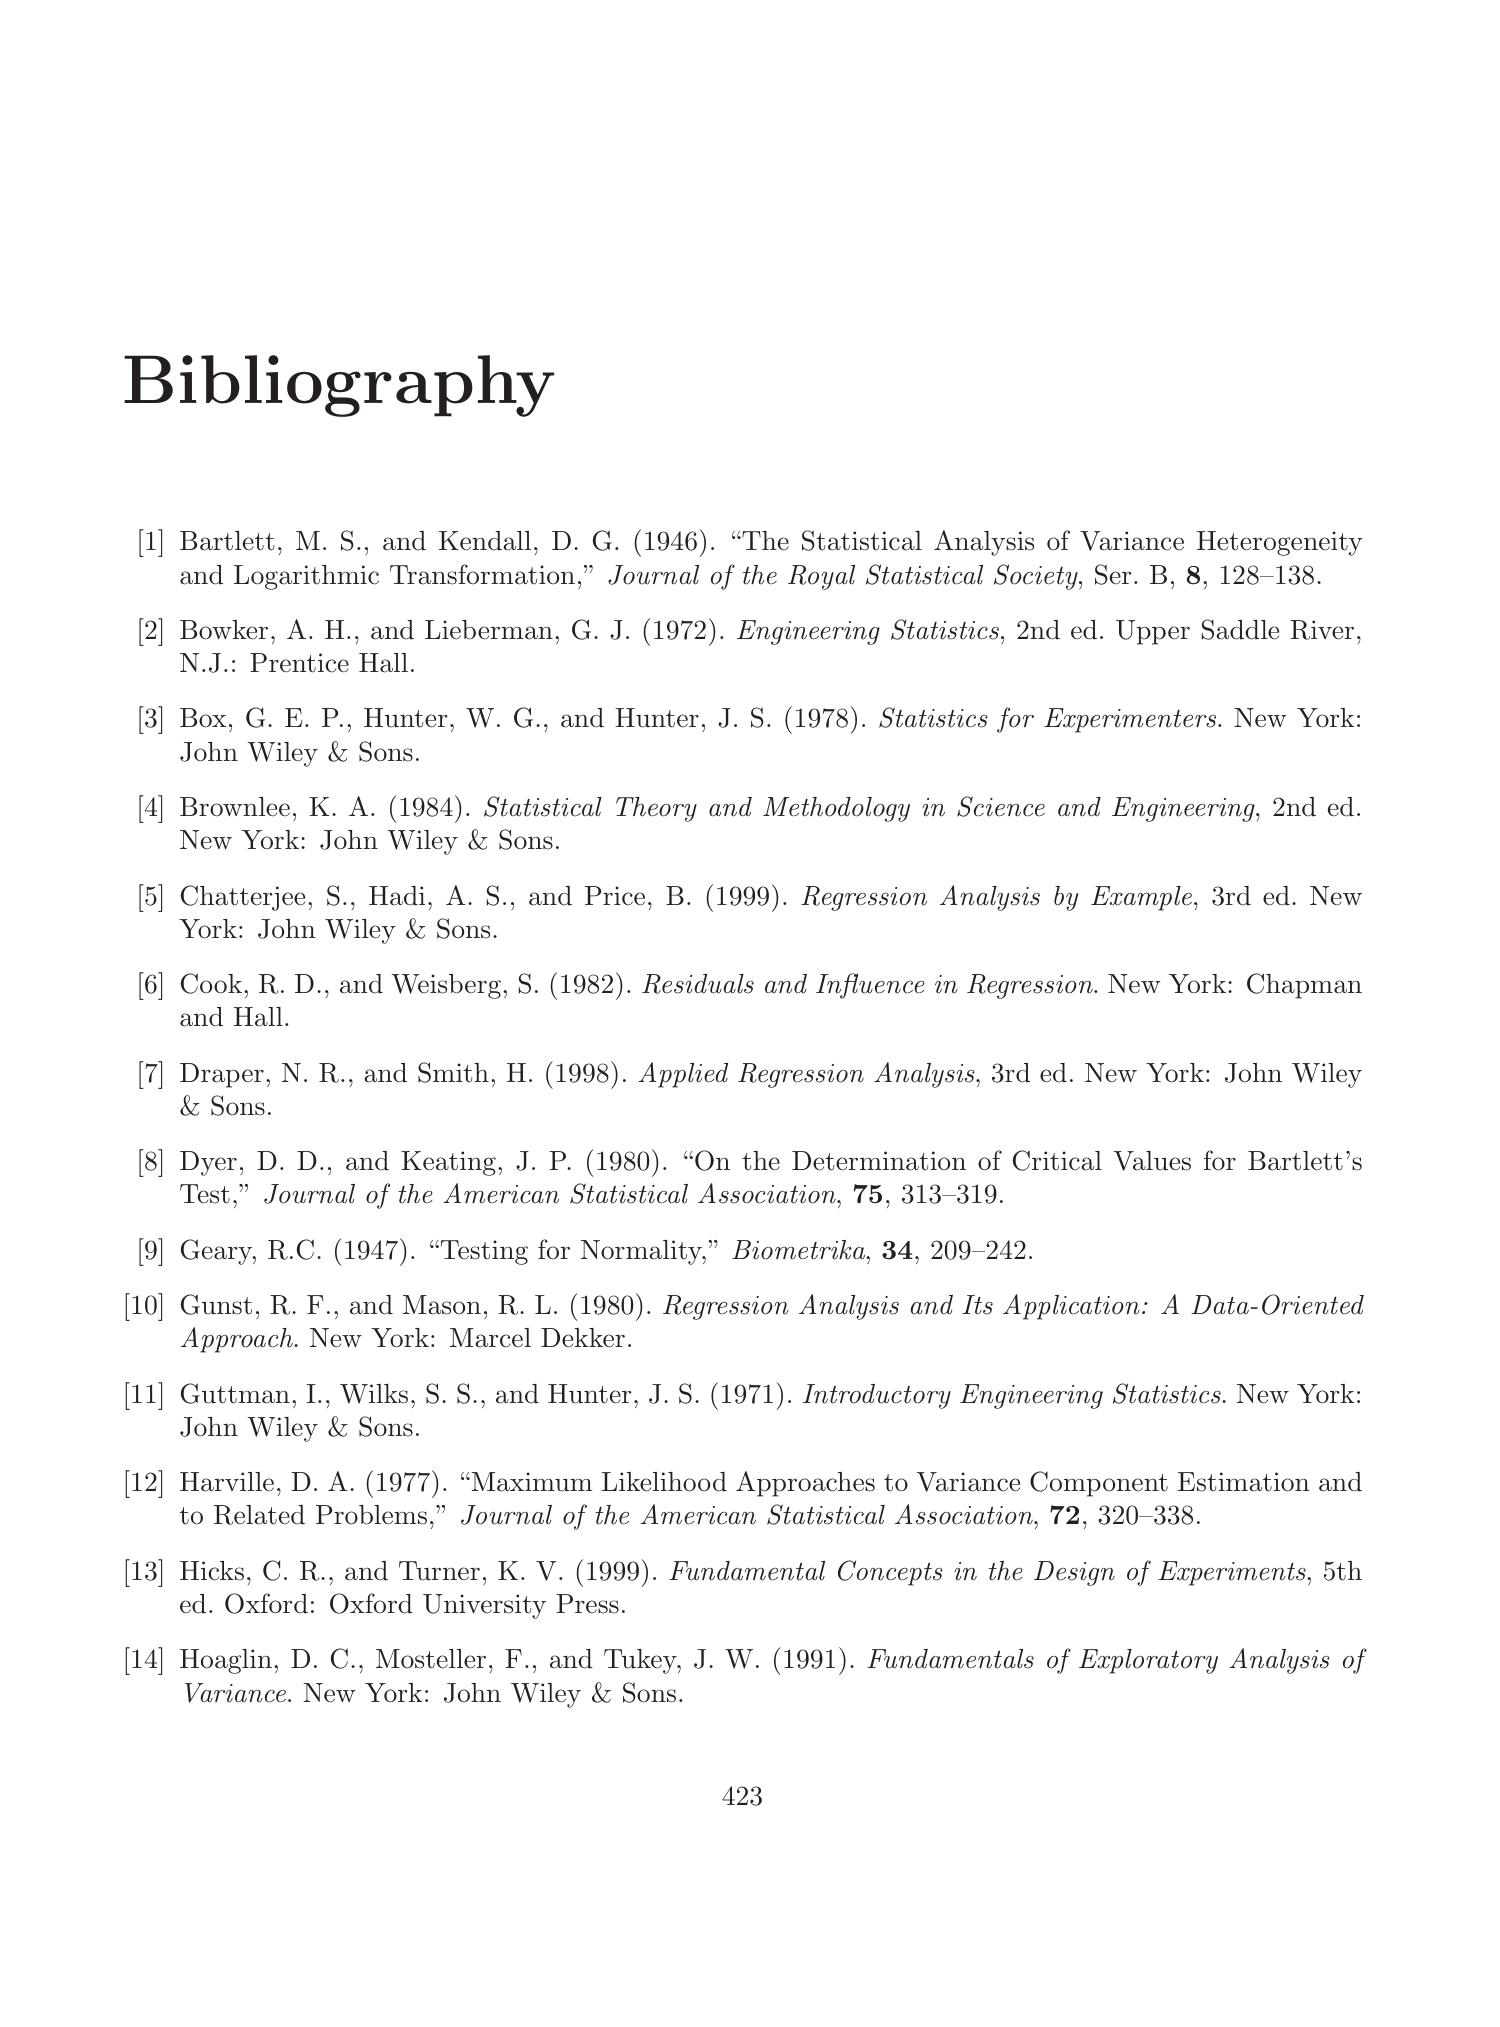 Bibliography
[1] Bartlett, M. S., and Kendall, D. G. (1946). “The Statistical Analysis of Variance Heterogeneity
and Logarithmic Transformation,” Journal of the Royal Statistical Society, Ser. B, 8, 128–138.
[2] Bowker, A. H., and Lieberman, G. J. (1972). Engineering Statistics, 2nd ed. Upper Saddle River,
N.J.: Prentice Hall.
[3] Box, G. E. P., Hunter, W. G., and Hunter, J. S. (1978). Statistics for Experimenters. New York:
John Wiley & Sons.
[4] Brownlee, K. A. (1984). Statistical Theory and Methodology in Science and Engineering, 2nd ed.
New York: John Wiley & Sons.
[5] Chatterjee, S., Hadi, A. S., and Price, B. (1999). Regression Analysis by Example, 3rd ed. New
York: John Wiley & Sons.
[6] Cook, R. D., and Weisberg, S. (1982). Residuals and Influence in Regression. New York: Chapman
and Hall.
[7] Draper, N. R., and Smith, H. (1998). Applied Regression Analysis, 3rd ed. New York: John Wiley
& Sons.
[8] Dyer, D. D., and Keating, J. P. (1980). “On the Determination of Critical Values for Bartlett’s
Test,” Journal of the American Statistical Association, 75, 313–319.
[9] Geary, R.C. (1947). “Testing for Normality,” Biometrika, 34, 209–242.
[10] Gunst, R. F., and Mason, R. L. (1980). Regression Analysis and Its Application: A Data-Oriented
Approach. New York: Marcel Dekker.
[11] Guttman, I., Wilks, S. S., and Hunter, J. S. (1971). Introductory Engineering Statistics. New York:
John Wiley & Sons.
[12] Harville, D. A. (1977). “Maximum Likelihood Approaches to Variance Component Estimation and
to Related Problems,” Journal of the American Statistical Association, 72, 320–338.
[13] Hicks, C. R., and Turner, K. V. (1999). Fundamental Concepts in the Design of Experiments, 5th
ed. Oxford: Oxford University Press.
[14] Hoaglin, D. C., Mosteller, F., and Tukey, J. W. (1991). Fundamentals of Exploratory Analysis of
Variance. New York: John Wiley & Sons.
423